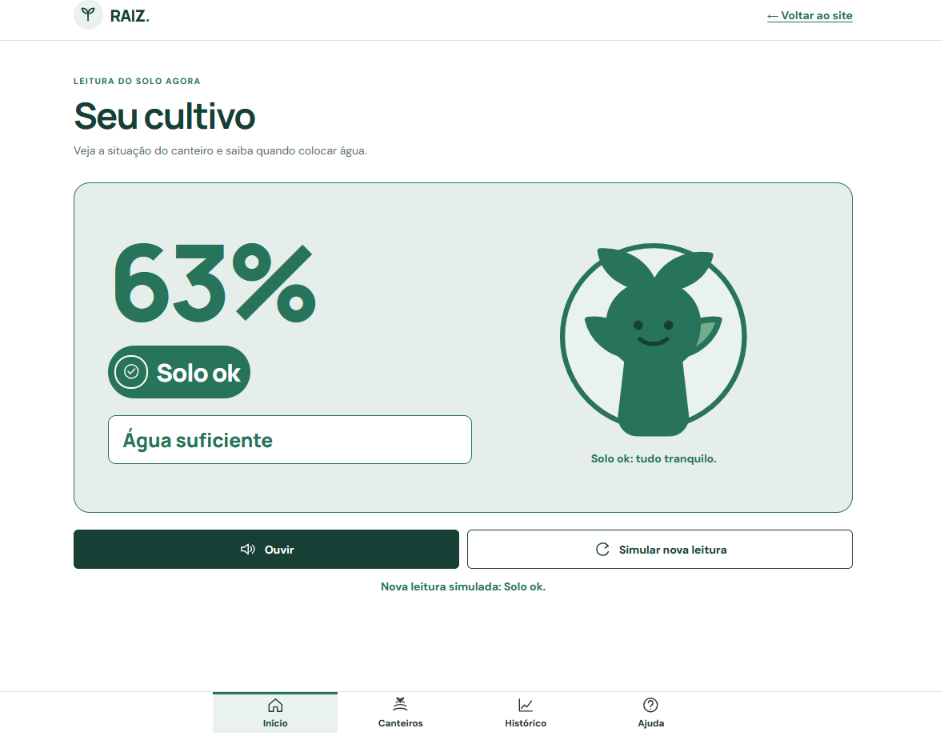 RAIZ.
← Voltar ao site
LEITURA DO SOLO AGORA
Seu cultivo
Veja a situação do canteiro e saiba quando colocar água.
63%
Solo ok
Água suficiente
Solo ok: tudo tranquilo.
Ouvir
Simular nova leitura
Nova leitura simulada: Solo ok.
Início
Canteiros
Histórico
Ajuda